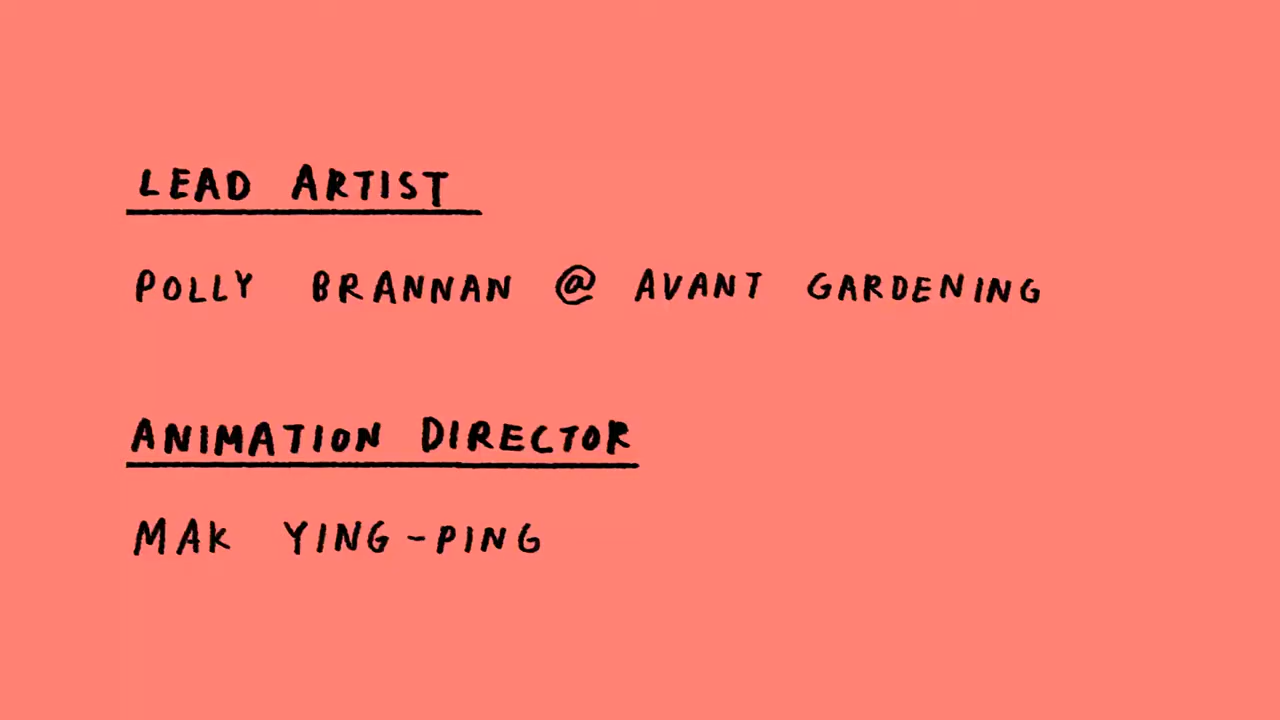 LEAD ARTIST
POLLY BRANNAN @ AVANT GARDENING
ANIMATION DIRECTOR
MAK YING-PING